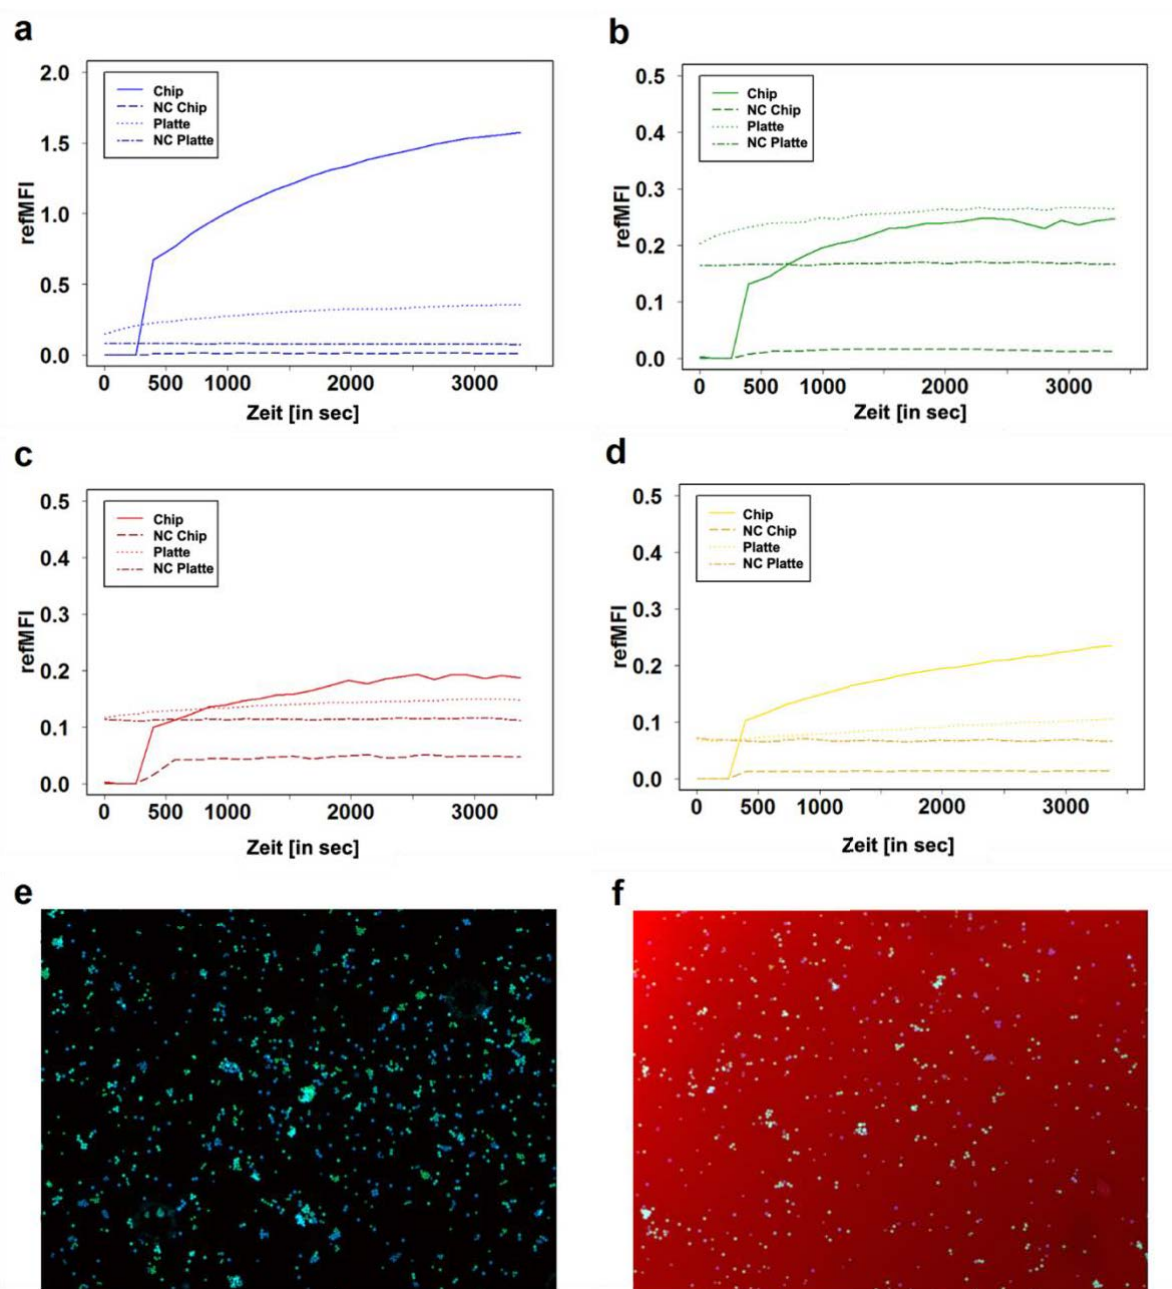 a
2.0
1.5
1.0
0.5
0.0
refMFI
Chip
NC Chip
Platte
NC Platte
0 500 1000 2000 3000
Zeit [in sec]
b
0.5
0.4
0.3
0.2
0.1
0.0
refMFI
Chip
NC Chip
Platte
NC Platte
0 500 1000 2000 3000
Zeit [in sec]
c
0.5
0.4
0.3
0.2
0.1
0.0
refMFI
Chip
NC Chip
Platte
NC Platte
0 500 1000 2000 3000
Zeit [in sec]
d
0.5
0.4
0.3
0.2
0.1
0.0
refMFI
Chip
NC Chip
Platte
NC Platte
0 500 1000 2000 3000
Zeit [in sec]
e
f